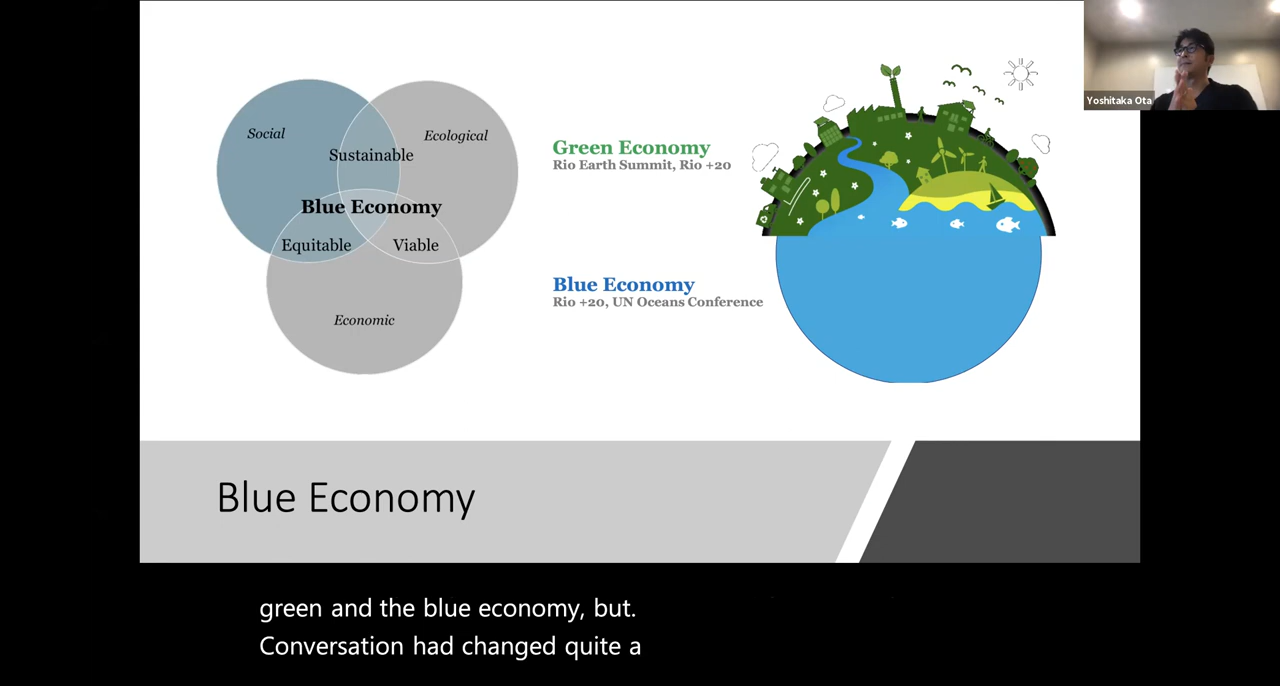 Yoshitaka Ota
Social
Ecological
Sustainable
Blue Economy
Equitable
Viable
Economic
Green Economy
Rio Earth Summit, Rio +20
Blue Economy
Rio +20, UN Oceans Conference
Blue Economy
green and the blue economy, but.
Conversation had changed quite a